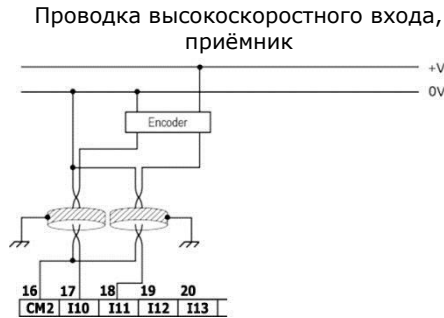 Проводка высокоскоростного входа,
приёмник
+V
0V
Encoder
16 17 18 19 20
CM2 I10 I11 I12 I13